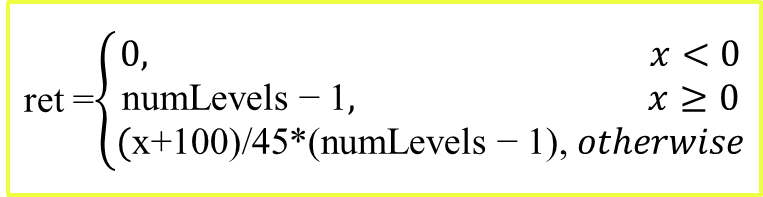 0, x < 0
ret = numLevels − 1, x ≥ 0
(x+100)/45*(numLevels − 1), otherwise